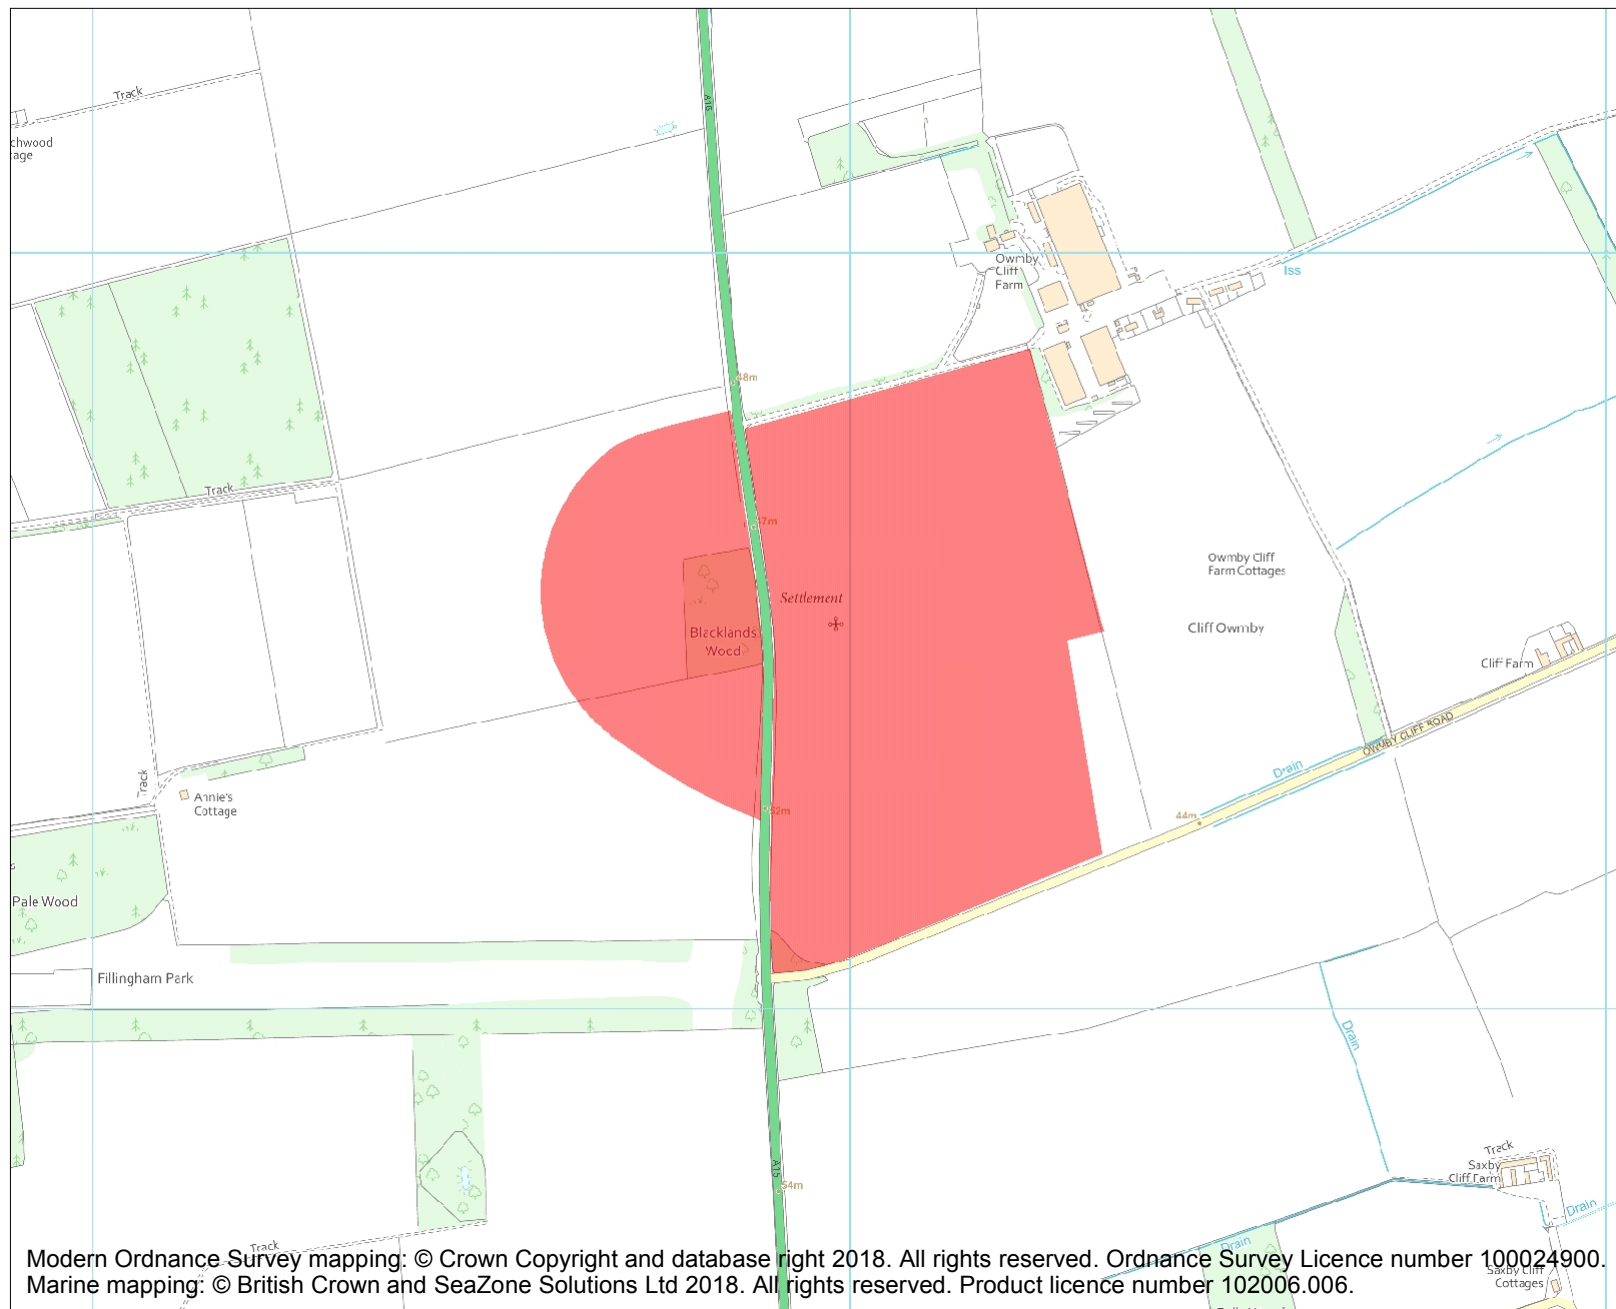 Track
A15
chwood
age
Owmby
Cliff
Farm
Iss
48m
Track
47m
Owmby Cliff
Farm Cottages
Settlement
Blacklands
Wood
Cliff Owmby
Cliff Farm
OWMBY CLIFF ROAD
Drain
Track
Annie's
Cottage
52m
44m
s
Pale Wood
Fillingham Park
Drain
Track
Saxby
Cliff Farm
A15
54m
Drain
Drain
Track
Modern Ordnance Survey mapping: © Crown Copyright and database right 2018. All rights reserved. Ordnance Survey Licence number 100024900.
Saxby Cliff
Cottages
Marine mapping: © British Crown and SeaZone Solutions Ltd 2018. All rights reserved. Product licence number 102006.006.